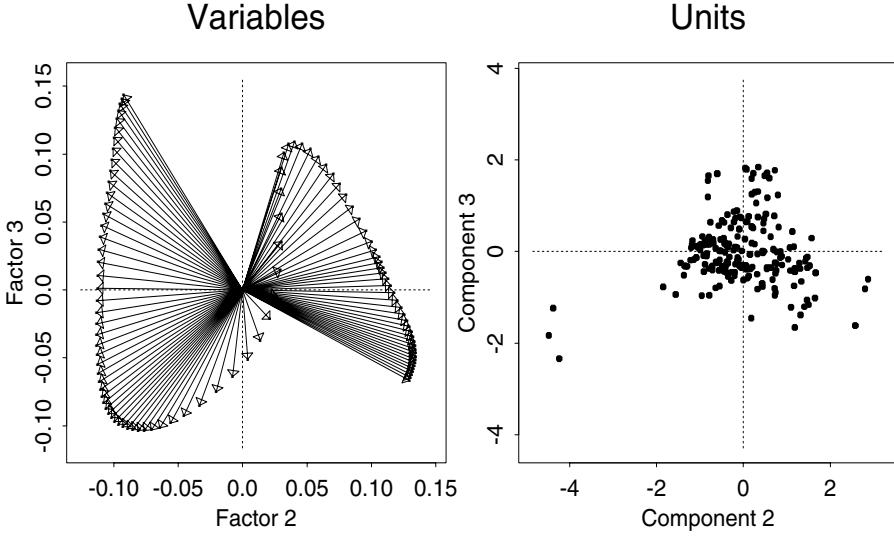 Variables
Units
Factor 3
0.15
0.10
0.05
0.0
-0.05
-0.10
-0.10 -0.05 0.0 0.05 0.10 0.15
Factor 2
Component 3
4
2
0
-2
-4
-4 -2 0 2
Component 2